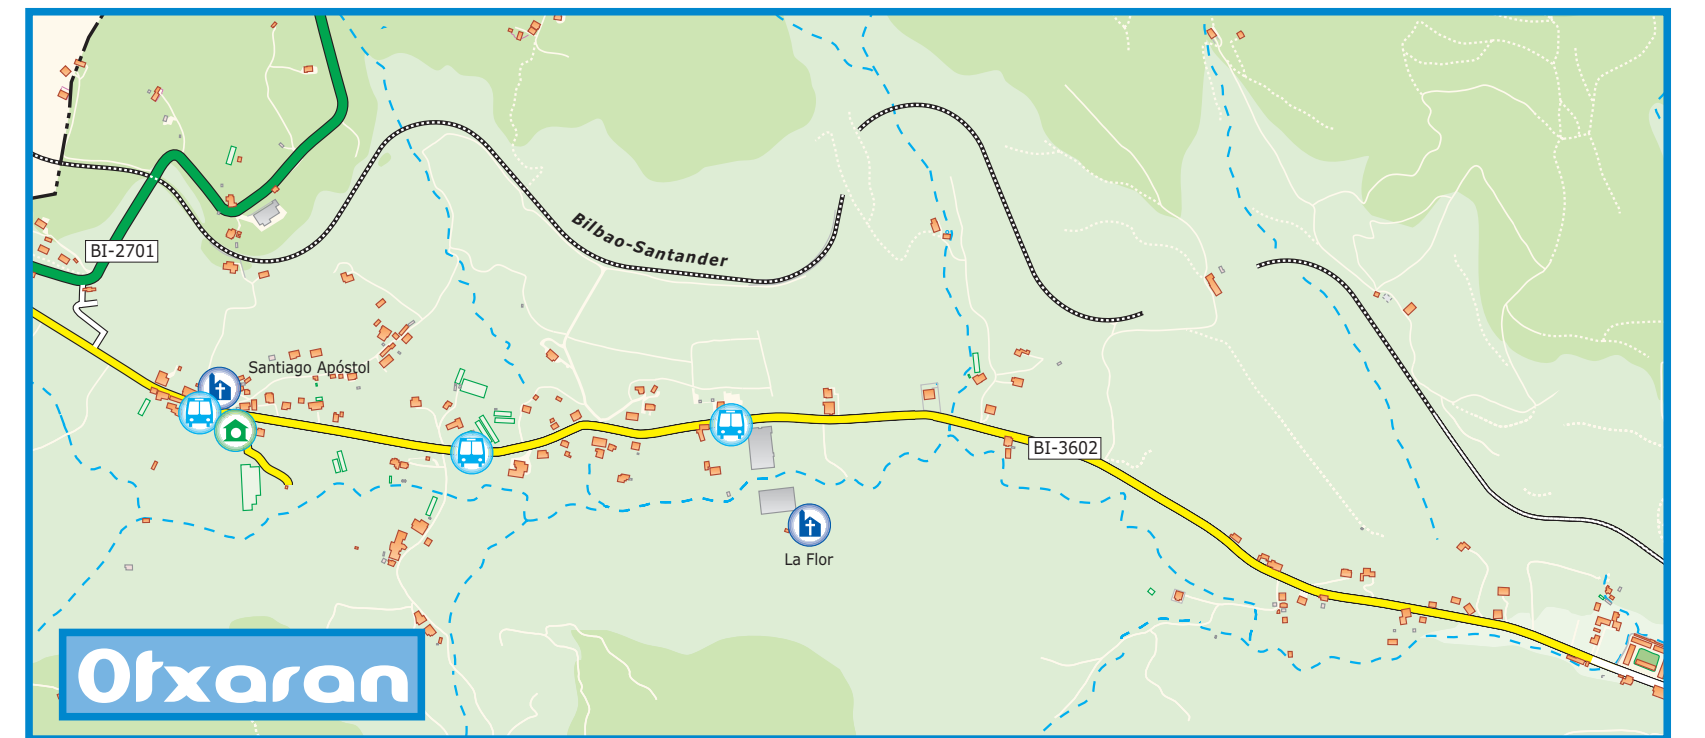 Bilbao-Santander
BI-2701
Santiago Apóstol
BI-3602
La Flor
Otxaran